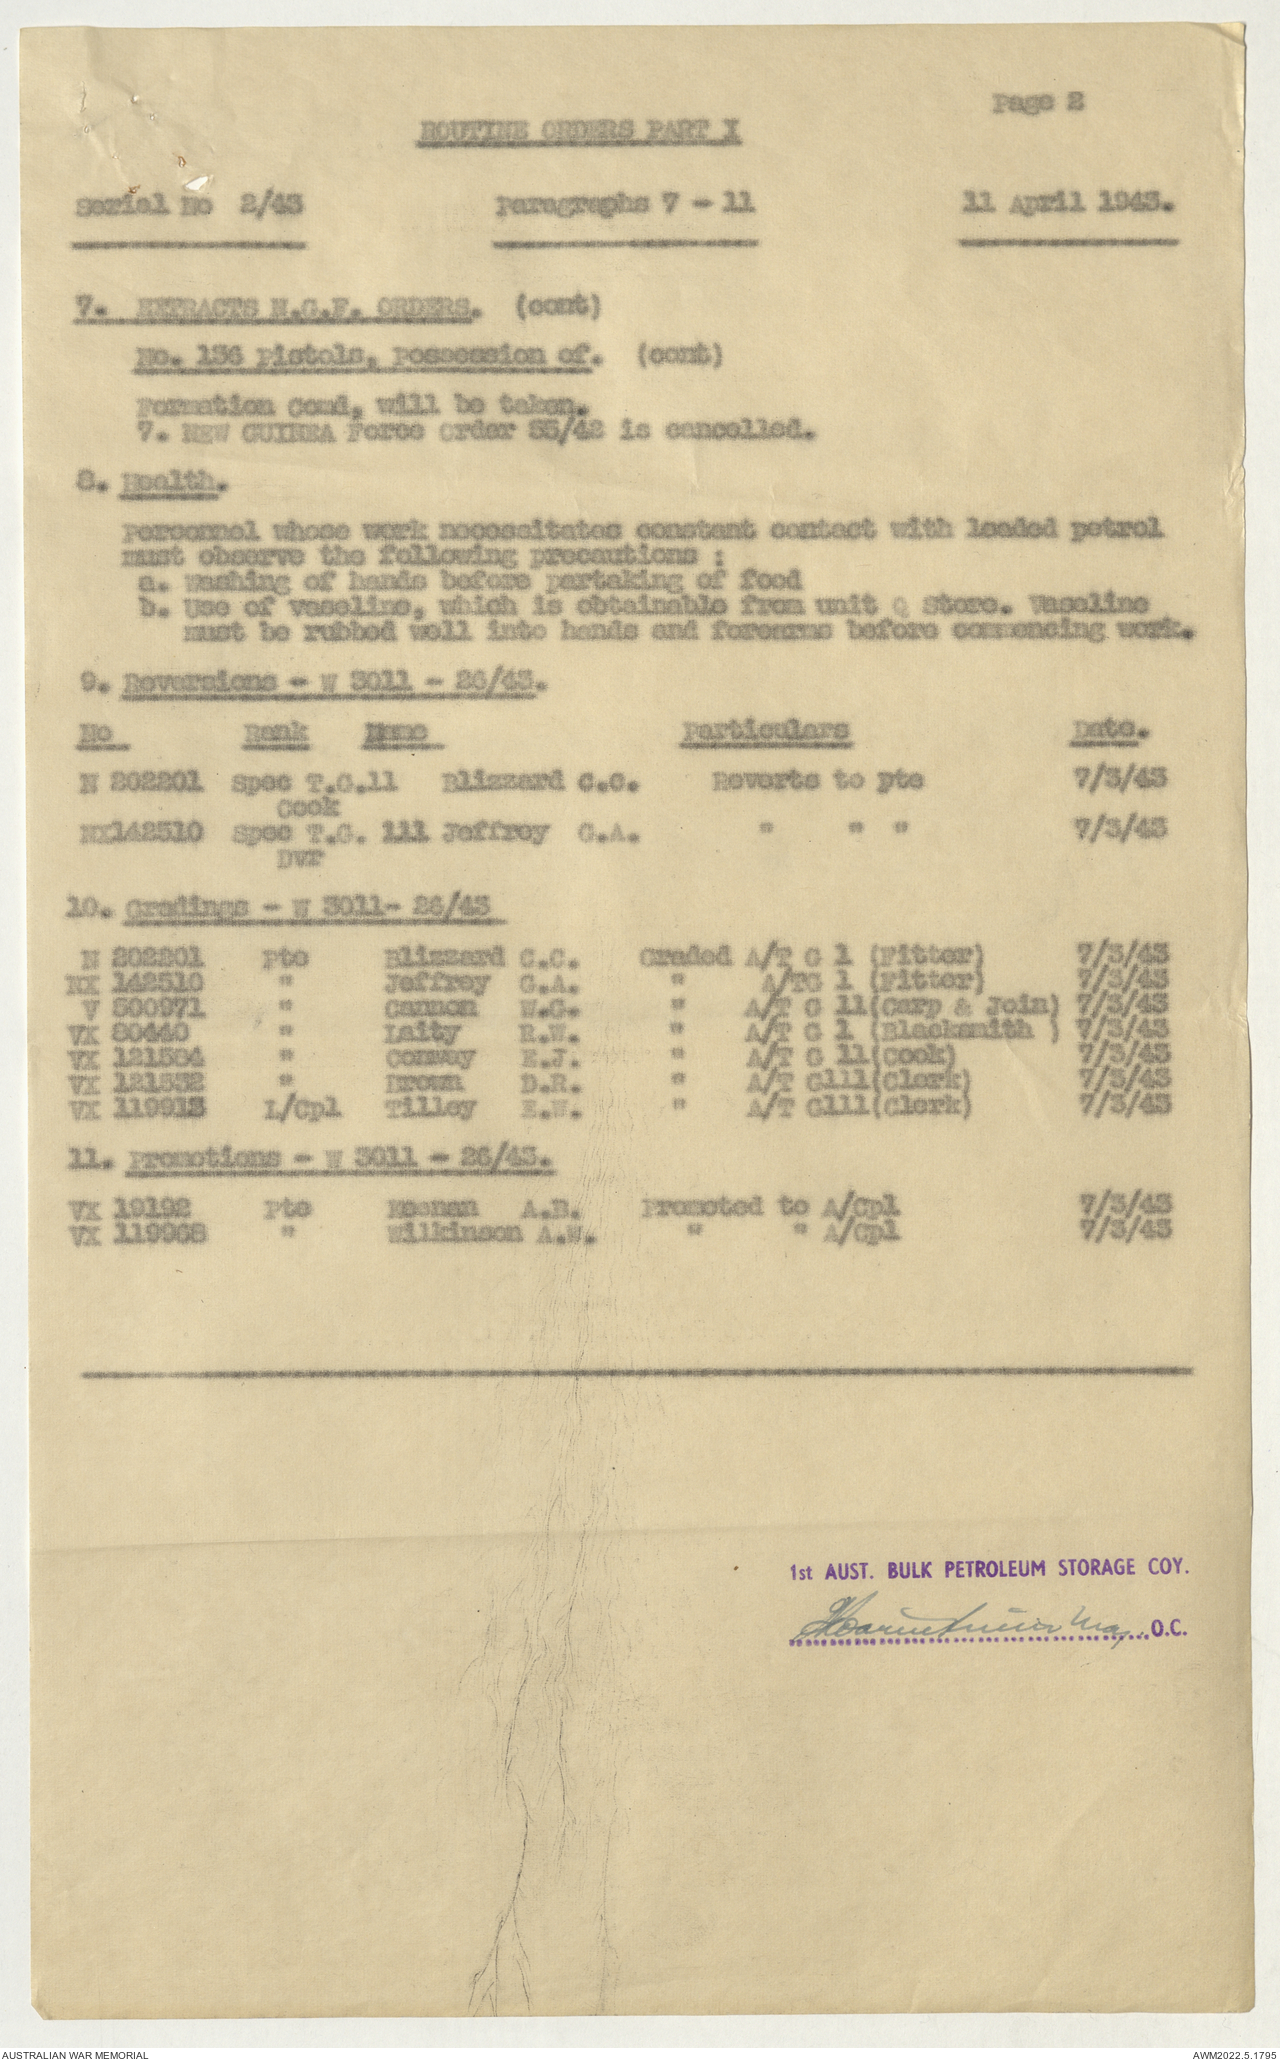 Page 2
ROUTINE ORDERS PART I
Serial No 2/43 Paragraphs 7 - 11 11 April 1943.
7. EXTRACTS N.G.F. ORDERS. (cont)
No. 136 Pistols, Possession of. (cont)
Formation Comd, will be taken.
7. NEW GUINEA Force Order 55/42 is cancelled.
8. Health.
Personnel whose work necessitates constant contact with leaded petrol
must observe the following precautions :
a. Washing of hands before partaking of food
b. Use of vaseline, which is obtainable from unit Q Store. Vaseline
must be rubbed well into hands and forearms before commencing work.
9. Reversions - W 3011 - 26/43.
No Rank Name Particulars Date.
N 202201 Spec T.G.11 Blizzard C.C. Reverts to pte 7/3/43
Cook
NX142510 Spec T.G. 111 Jeffrey G.A. " " " 7/3/43
Dvr
10. Gradings - W 3011- 26/43
N 202201 Pte Blizzard C.C. Graded A/T G 1 (Fitter) 7/3/43
NX 142510 " Jeffrey G.A. " A/TG 1 (Fitter) 7/3/43
V 500971 " Cannon W.G. " A/T G 11(Carp & Join) 7/3/43
VX 80440 " Laity R.W. " A/T G 1 (Blacksmith ) 7/3/43
VX 121584 " Conway E.J. " A/T G 11(Cook) 7/3/43
VX 121532 " Brown D.R. " A/T G111(Clerk) 7/3/43
VX 119913 L/Cpl Tilley E.W. " A/T G111(Clerk) 7/3/43
11. Promotions - W 3011 - 26/43.
VX 19192 Pte Keenan A.B. Promoted to A/Cpl 7/3/43
VX 119968 " Wilkinson A.W. " " A/Cpl 7/3/43
1st AUST. BULK PETROLEUM STORAGE COY.
Maj. O.C.
AUSTRALIAN WAR MEMORIAL AWM2022.5.1795